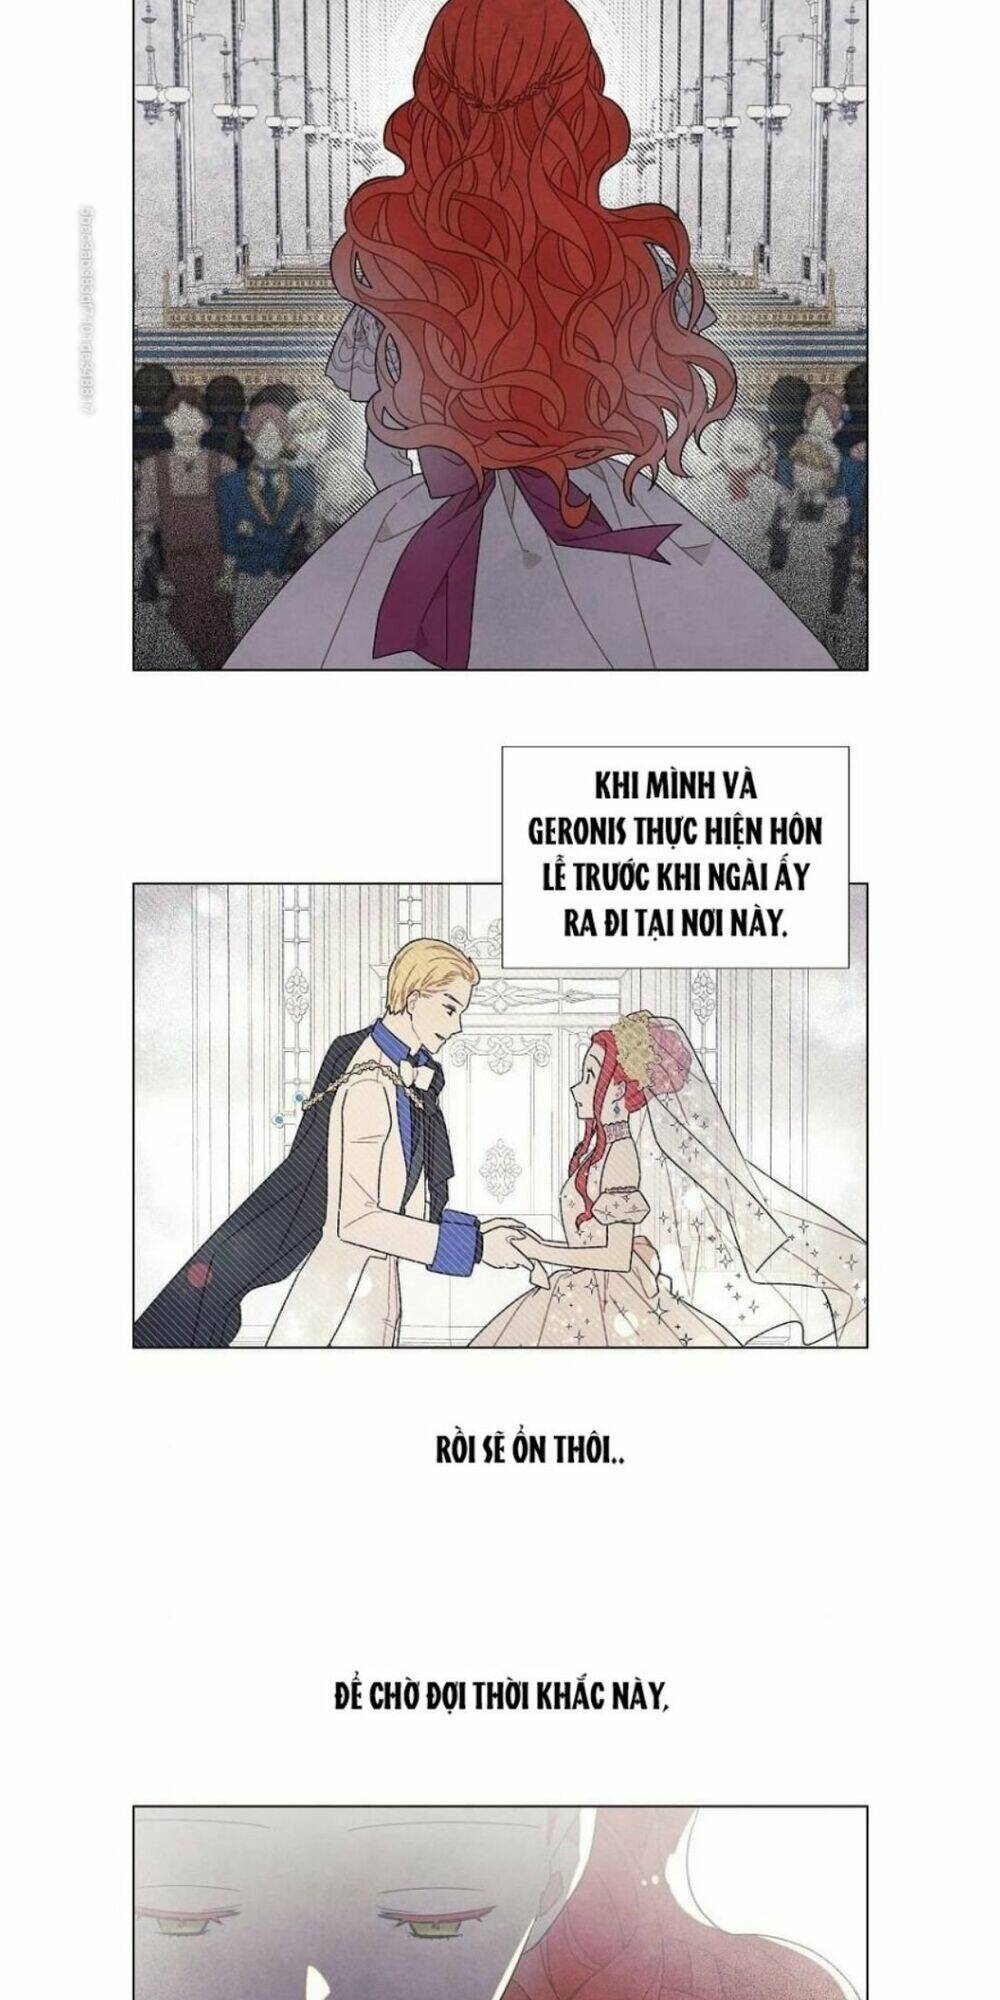 KHI MÌNH VÀ
GERONIS THỰC HIỆN HÔN
LỄ TRƯỚC KHI NGÀI ẤY
RA ĐI TẠI NƠI NÀY.
RỒI SẼ ỔN THÔI..
ĐỂ CHỜ ĐỢI THỜI KHẮC NÀY,